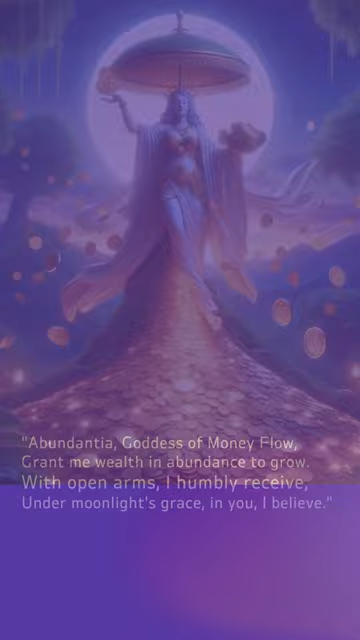 "Abundantia, Goddess of Money Flow,
Grant me wealth in abundance to grow.
With open arms, I humbly receive,
Under moonlight's grace, in you, I believe."